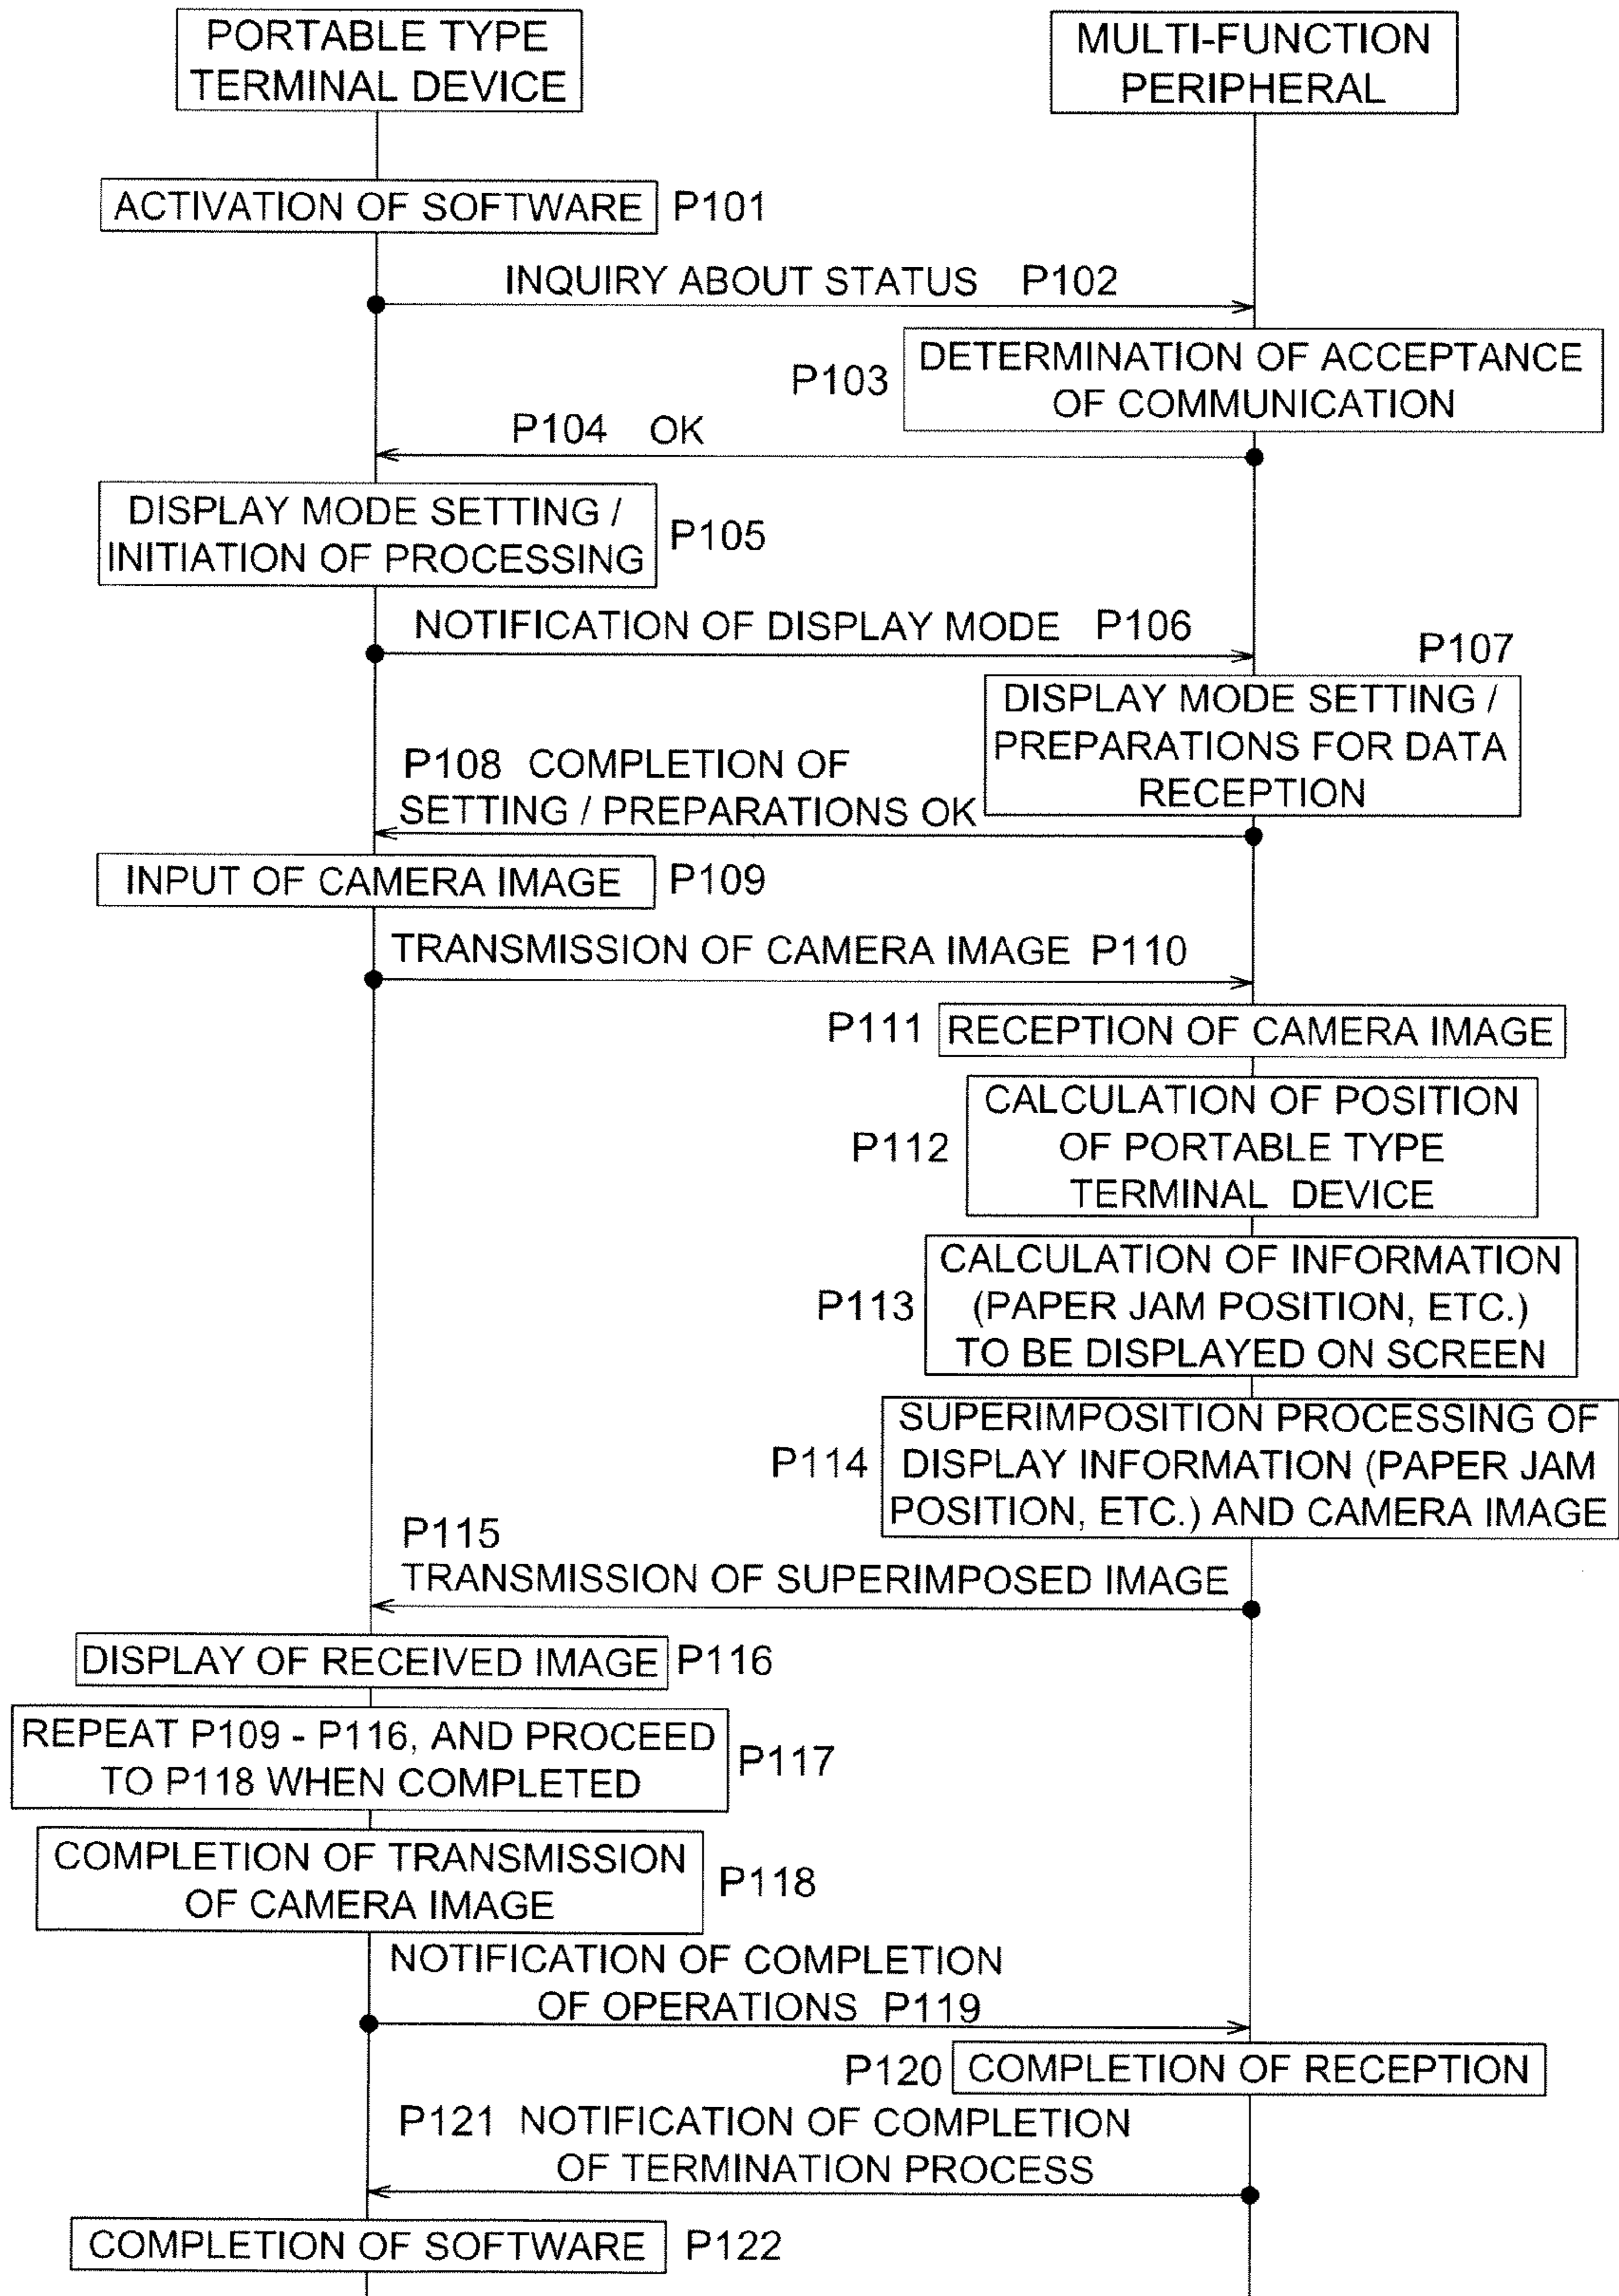 PORTABLE TYPE
TERMINAL DEVICE
MULTI-FUNCTION
PERIPHERAL
ACTIVATION OF SOFTWARE P101
INQUIRY ABOUT STATUS P102
P103
DETERMINATION OF ACCEPTANCE
OF COMMUNICATION
P104 OK
DISPLAY MODE SETTING /
INITIATION OF PROCESSING
P105
NOTIFICATION OF DISPLAY MODE P106
P107
DISPLAY MODE SETTING /
PREPARATIONS FOR DATA
RECEPTION
P108 COMPLETION OF
SETTING / PREPARATIONS OK
INPUT OF CAMERA IMAGE P109
TRANSMISSION OF CAMERA IMAGE P110
P111 RECEPTION OF CAMERA IMAGE
P112
CALCULATION OF POSITION
OF PORTABLE TYPE
TERMINAL DEVICE
P113
CALCULATION OF INFORMATION
(PAPER JAM POSITION, ETC.)
TO BE DISPLAYED ON SCREEN
P114
SUPERIMPOSITION PROCESSING OF
DISPLAY INFORMATION (PAPER JAM
POSITION, ETC.) AND CAMERA IMAGE
P115
TRANSMISSION OF SUPERIMPOSED IMAGE
DISPLAY OF RECEIVED IMAGE P116
REPEAT P109 - P116, AND PROCEED
TO P118 WHEN COMPLETED
P117
COMPLETION OF TRANSMISSION
OF CAMERA IMAGE
P118
NOTIFICATION OF COMPLETION
OF OPERATIONS P119
P120 COMPLETION OF RECEPTION
P121 NOTIFICATION OF COMPLETION
OF TERMINATION PROCESS
COMPLETION OF SOFTWARE P122